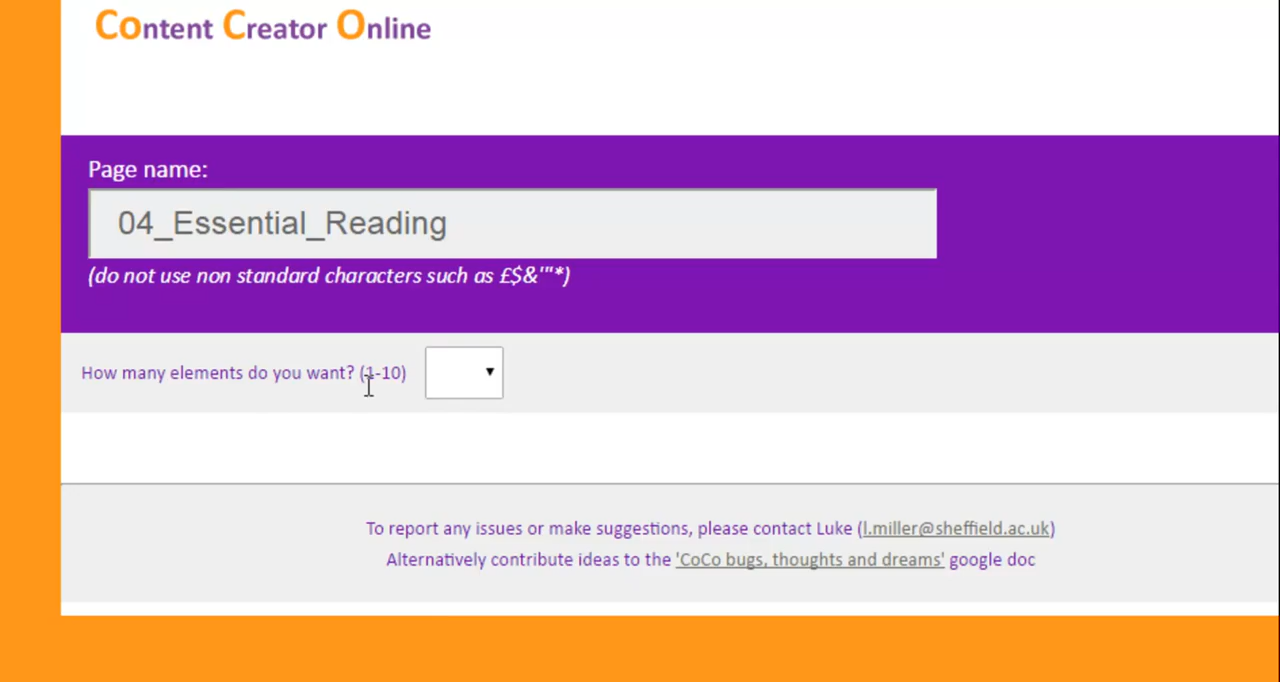 Content Creator Online
Page name:
04_Essential_Reading
(do not use non standard characters such as £$&'"*)
How many elements do you want? (1-10)
To report any issues or make suggestions, please contact Luke (l.miller@sheffield.ac.uk)
Alternatively contribute ideas to the 'CoCo bugs, thoughts and dreams' google doc